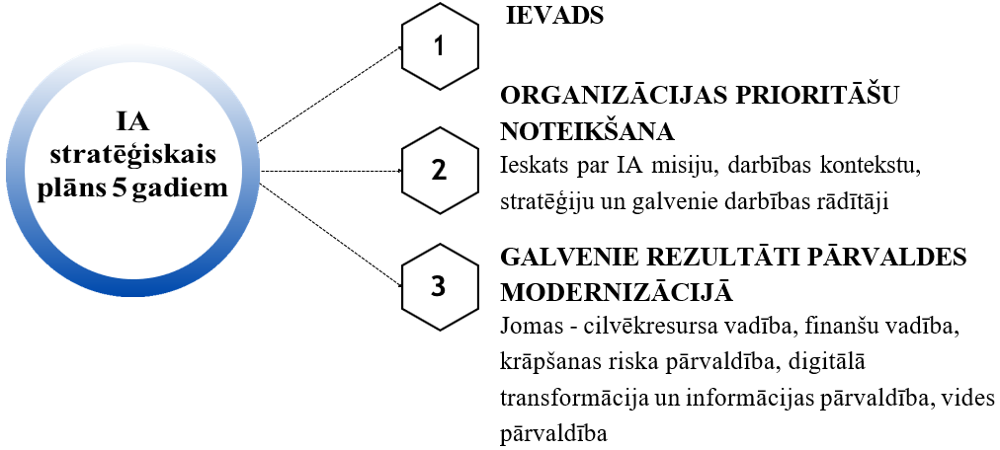 IA
stratēģiskais
plāns 5 gadiem
1
IEVADS
2
ORGANIZĀCIJAS PRIORITĀŠU
NOTEIKŠANA
Ieskats par IA misiju, darbības kontekstu,
stratēģiju un galvenie darbības rādītāji
3
GALVENIE REZULTĀTI PĀRVALDES
MODERNIZĀCIJĀ
Jomas - cilvēkresursa vadība, finanšu vadība,
krāpšanas riska pārvaldība, digitālā
transformācija un informācijas pārvaldība, vides
pārvaldība